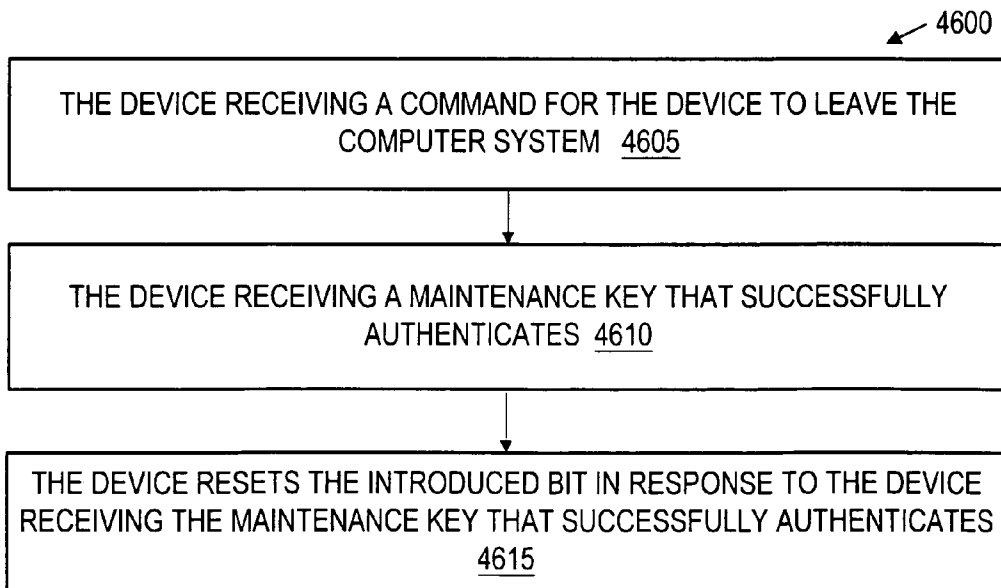 4600
THE DEVICE RECEIVING A COMMAND FOR THE DEVICE TO LEAVE THE
COMPUTER SYSTEM 4605
THE DEVICE RECEIVING A MAINTENANCE KEY THAT SUCCESSFULLY
AUTHENTICATES 4610
THE DEVICE RESETS THE INTRODUCED BIT IN RESPONSE TO THE DEVICE
RECEIVING THE MAINTENANCE KEY THAT SUCCESSFULLY AUTHENTICATES
4615